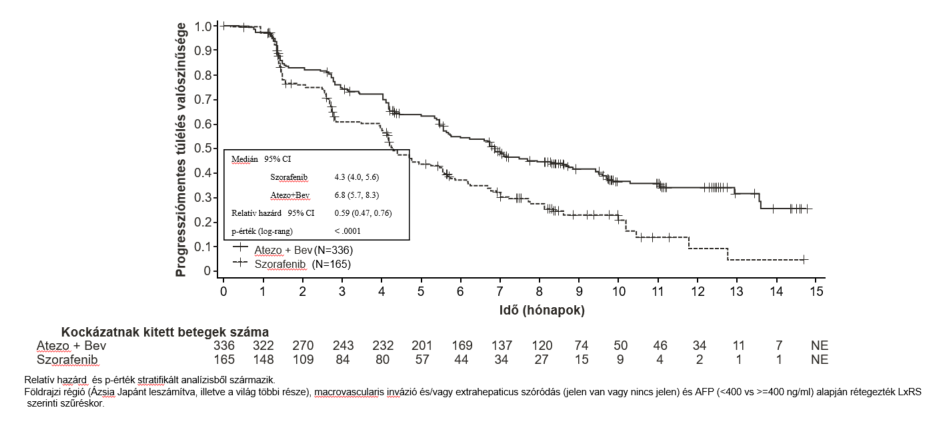 Progressziómentes túlélés valószínűsége
1.0
0.9
0.8
0.7
0.6
0.5
0.4
0.3
0.2
0.1
0
Medián 95% CI
Szorafenib 4.3 (4.0, 5.6)
Atezo+Bev 6.8 (5.7, 8.3)
Relatív hazárd 95% CI 0.59 (0.47, 0.76)
p-érték (log-rang) < .0001
Atezo + Bev (N=336)
Szorafenib (N=165)
0 1 2 3 4 5 6 7 8 9 10 11 12 13 14 15
Idő (hónapok)
Kockázatnak kitett betegek száma
Atezo + Bev 336 322 270 243 232 201 169 137 120 74 50 46 34 11 7 NE
Szorafenib 165 148 109 84 80 57 44 34 27 15 9 4 2 1 1 NE
Relatív hazárd és p-érték stratifikált analízisből származik.
Földrajzi régió (Ázsia Japánt leszámítva, illetve a világ többi része), macrovascularis invázió és/vagy extrahepaticus szóródás (jelen van vagy nincs jelen) és AFP (<400 vs >=400 ng/ml) alapján rétegezték LxRS
szerinti szűréskor.